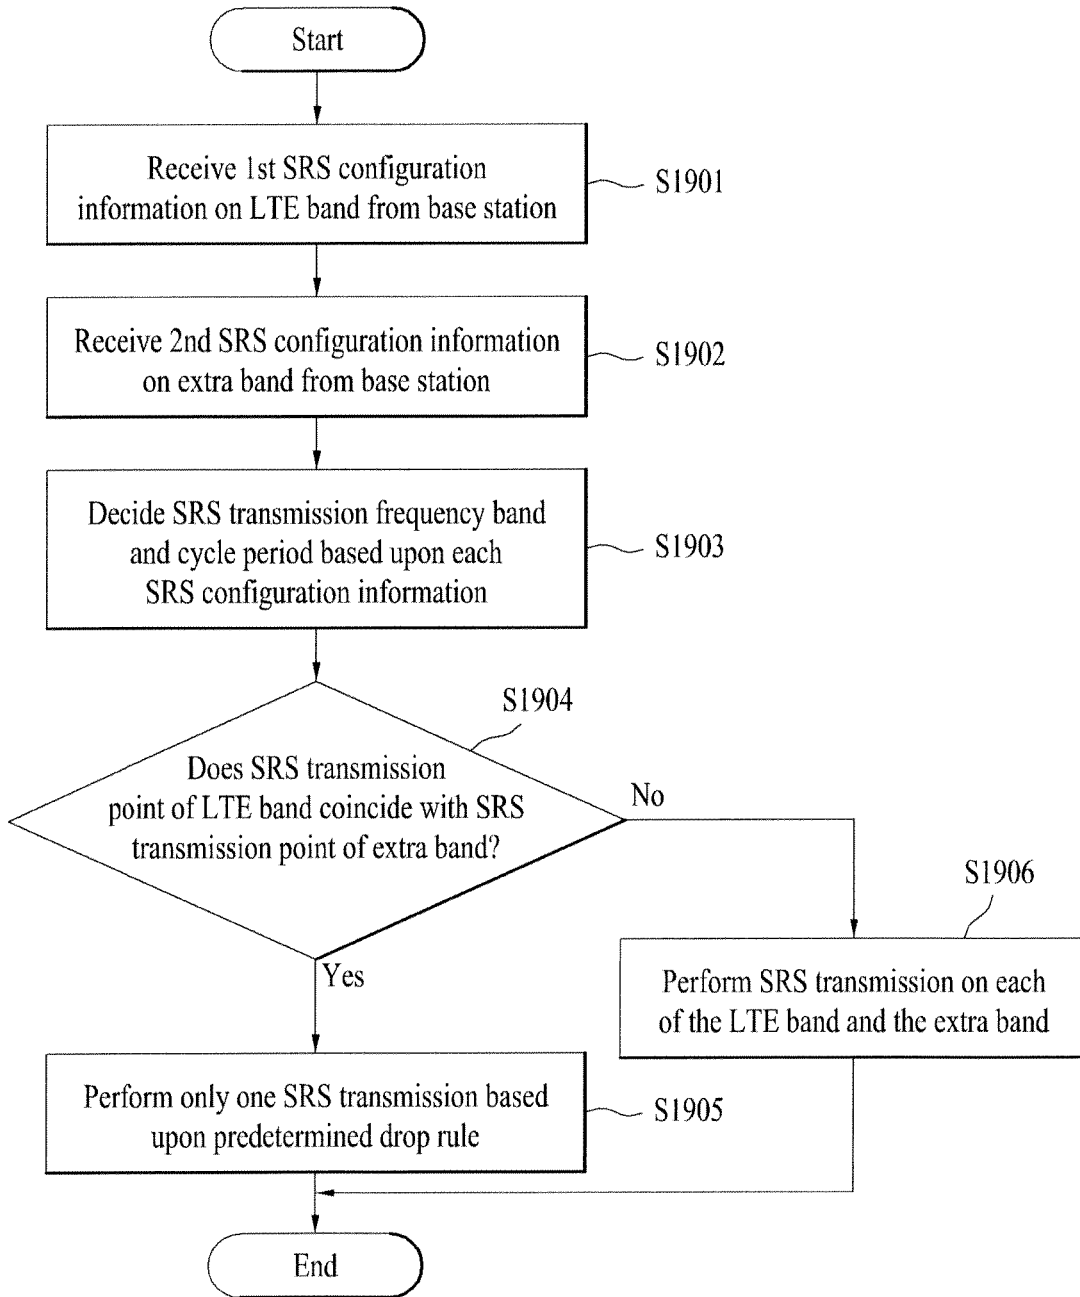 Start
Receive 1st SRS configuration
information on LTE band from base station
S1901
Receive 2nd SRS configuration information
on extra band from base station
S1902
Decide SRS transmission frequency band
and cycle period based upon each
SRS configuration information
S1903
S1904
Does SRS transmission
point of LTE band coincide with SRS
transmission point of extra band?
No
Yes
S1906
Perform SRS transmission on each
of the LTE band and the extra band
Perform only one SRS transmission based
upon predetermined drop rule
S1905
End